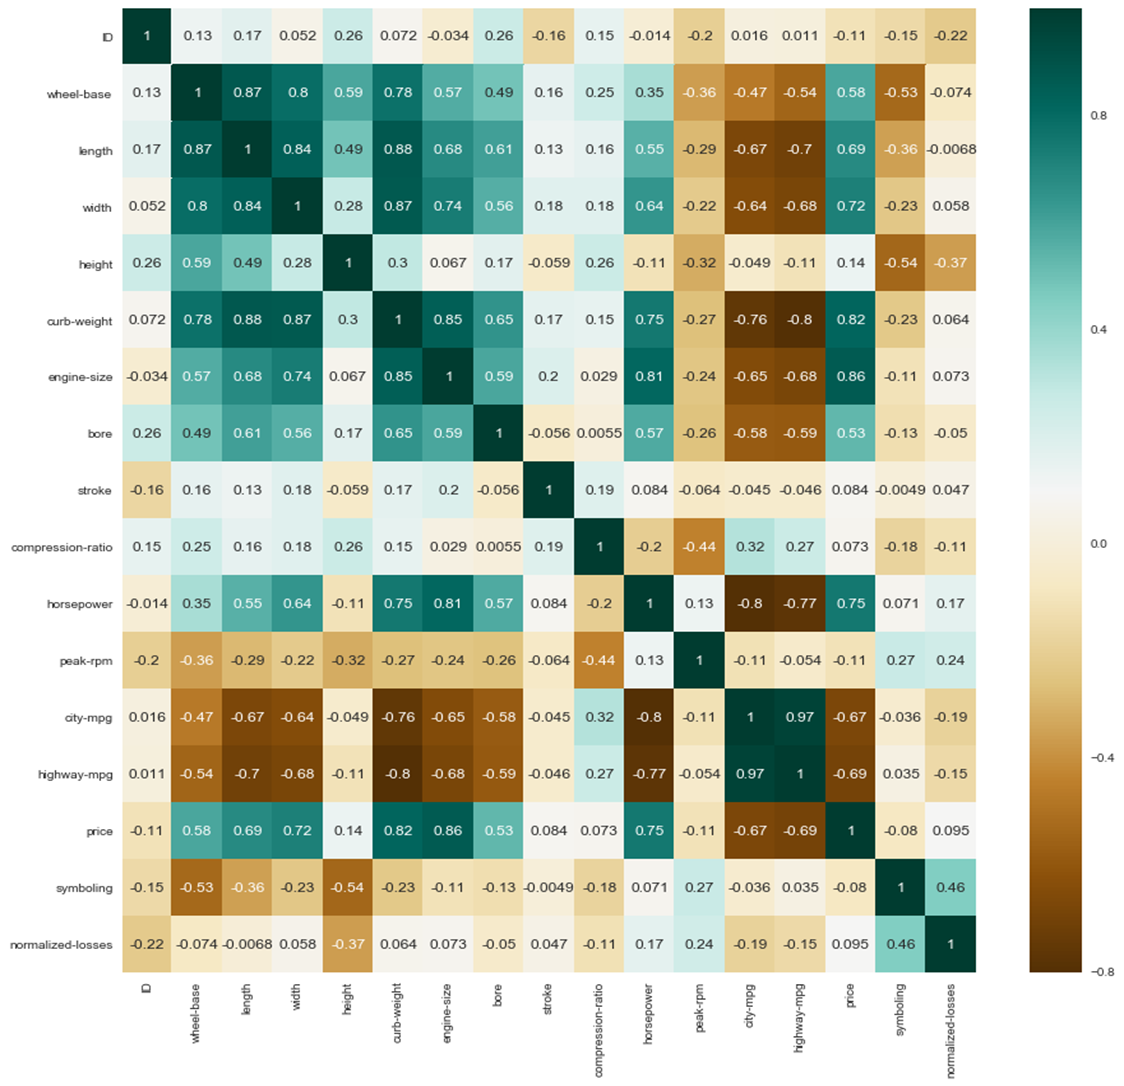 ID 1 0.13 0.17 0.052 0.26 0.072 -0.034 0.26 -0.16 0.15 -0.014 -0.2 0.016 0.011 -0.11 -0.15 -0.22
wheel-base 0.13 1 0.87 0.8 0.59 0.78 0.57 0.49 0.16 0.25 0.35 -0.36 -0.47 -0.54 0.58 -0.53 -0.074
0.8
length 0.17 0.87 1 0.84 0.49 0.88 0.68 0.61 0.13 0.16 0.55 -0.29 -0.67 -0.7 0.69 -0.36 -0.0068
width 0.052 0.8 0.84 1 0.28 0.87 0.74 0.56 0.18 0.18 0.64 -0.22 -0.64 -0.68 0.72 -0.23 0.058
height 0.26 0.59 0.49 0.28 1 0.3 0.067 0.17 -0.059 0.26 -0.11 -0.32 -0.049 -0.11 0.14 -0.54 -0.37
curb-weight 0.072 0.78 0.88 0.87 0.3 1 0.85 0.65 0.17 0.15 0.75 -0.27 -0.76 -0.8 0.82 -0.23 0.064
0.4
engine-size -0.034 0.57 0.68 0.74 0.067 0.85 1 0.59 0.2 0.029 0.81 -0.24 -0.65 -0.68 0.86 -0.11 0.073
bore 0.26 0.49 0.61 0.56 0.17 0.65 0.59 1 -0.056 0.0055 0.57 -0.26 -0.58 -0.59 0.53 -0.13 -0.05
stroke -0.16 0.16 0.13 0.18 -0.059 0.17 0.2 -0.056 1 0.19 0.084 -0.064 -0.045 -0.046 0.084 -0.0049 0.047
compression-ratio 0.15 0.25 0.16 0.18 0.26 0.15 0.029 0.0055 0.19 1 -0.2 -0.44 0.32 0.27 0.073 -0.18 -0.11
0.0
horsepower -0.014 0.35 0.55 0.64 -0.11 0.75 0.81 0.57 0.084 -0.2 1 0.13 -0.8 -0.77 0.75 0.071 0.17
peak-rpm -0.2 -0.36 -0.29 -0.22 -0.32 -0.27 -0.24 -0.26 -0.064 -0.44 0.13 1 -0.11 -0.054 -0.11 0.27 0.24
city-mpg 0.016 -0.47 -0.67 -0.64 -0.049 -0.76 -0.65 -0.58 -0.045 0.32 -0.8 -0.11 1 0.97 -0.67 -0.036 -0.19
−0.4
highway-mpg 0.011 -0.54 -0.7 -0.68 -0.11 -0.8 -0.68 -0.59 -0.046 0.27 -0.77 -0.054 0.97 1 -0.69 0.035 -0.15
price -0.11 0.58 0.69 0.72 0.14 0.82 0.86 0.53 0.084 0.073 0.75 -0.11 -0.67 -0.69 1 -0.08 0.095
symboling -0.15 -0.53 -0.36 -0.23 -0.54 -0.23 -0.11 -0.13 -0.0049 -0.18 0.071 0.27 -0.036 0.035 -0.08 1 0.46
normalized-losses -0.22 -0.074 -0.0068 0.058 -0.37 0.064 0.073 -0.05 0.047 -0.11 0.17 0.24 -0.19 -0.15 0.095 0.46 1
−0.8
ID wheel-base length width height curb-weight engine-size bore stroke compression-ratio horsepower peak-rpm city-mpg highway-mpg price symboling normalized-losses